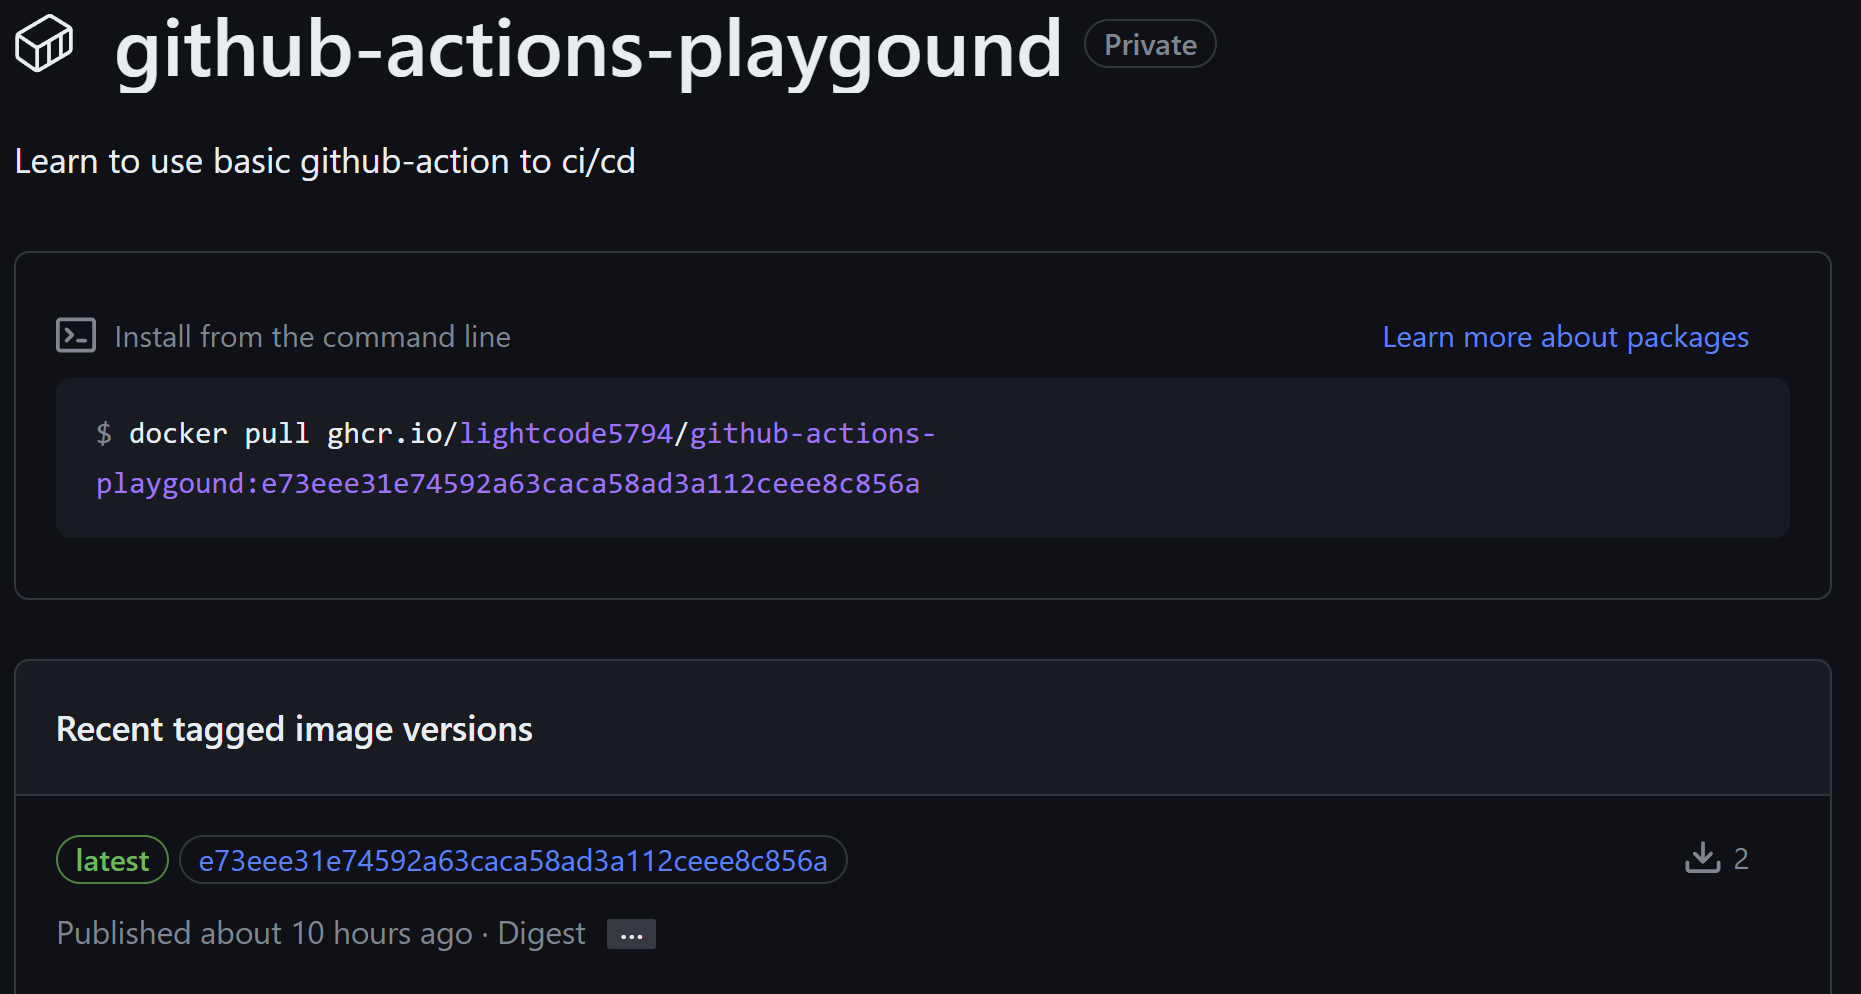 github-actions-playgound Private
Learn to use basic github-action to ci/cd
Install from the command line Learn more about packages
$ docker pull ghcr.io/lightcode5794/github-actions-
playgound:e73eee31e74592a63caca58ad3a112ceee8c856a
Recent tagged image versions
latest e73eee31e74592a63caca58ad3a112ceee8c856a 2
Published about 10 hours ago · Digest ...